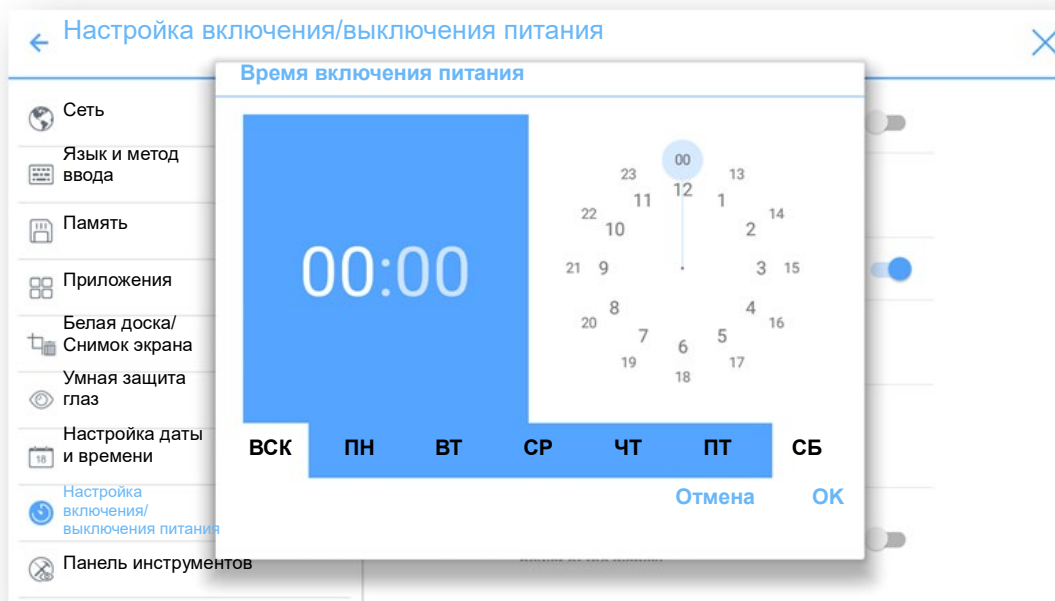 Настройка включения/выключения питания
Время включения питания
Сеть
Язык и метод
ввода
Память
Приложения
Белая доска/
Снимок экрана
Умная защита
глаз
Настройка даты
и времени
18
Настройка
включения/
выключения питания
Панель инструментов
00:00
00
23 13
12
11 1
22 14
10 2
21 9 3 15
8 4
20 16
7 5
6
19 17
18
ВСК ПН ВТ СР ЧТ ПТ СБ
Отмена OK